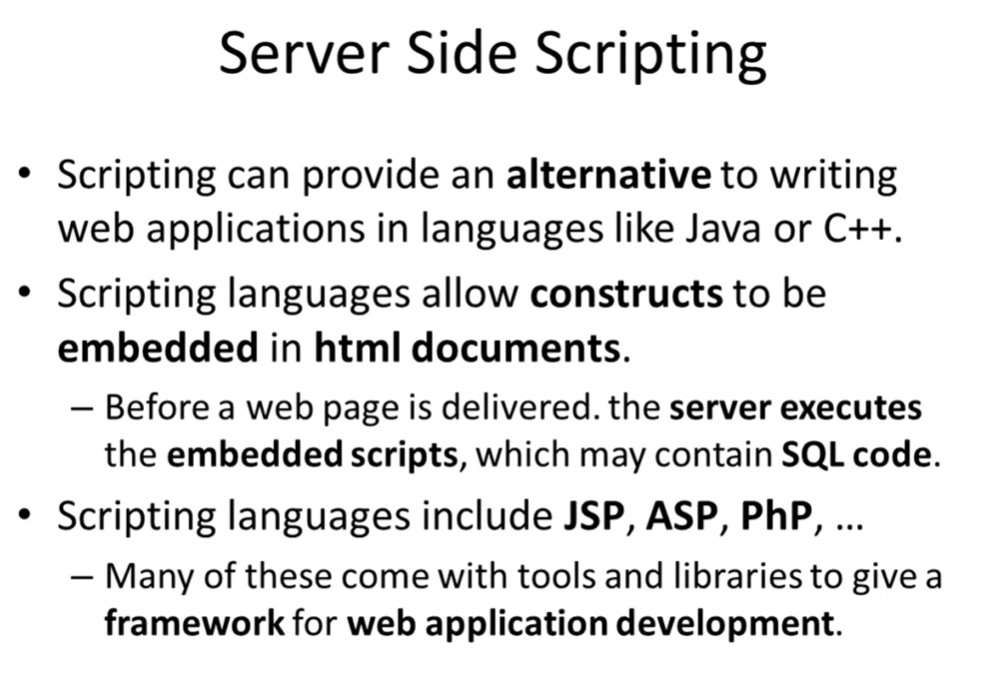 Server Side Scripting
• Scripting can provide an alternative to writing
web applications in languages like Java or C++.
• Scripting languages allow constructs to be
embedded in html documents.
– Before a web page is delivered. the server executes
the embedded scripts, which may contain SQL code.
• Scripting languages include JSP, ASP, PhP, ...
– Many of these come with tools and libraries to give a
framework for web application development.